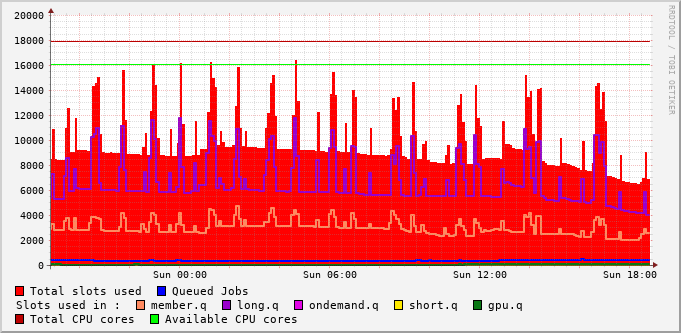 20000
18000
16000
14000
12000
10000
8000
6000
4000
2000
0
Sun 00:00 Sun 06:00 Sun 12:00 Sun 18:00
Total slots used Queued Jobs
Slots used in : member.q long.q ondemand.q short.q gpu.q
Total CPU cores Available CPU cores
RRDTOOL / TOBI OETIKER